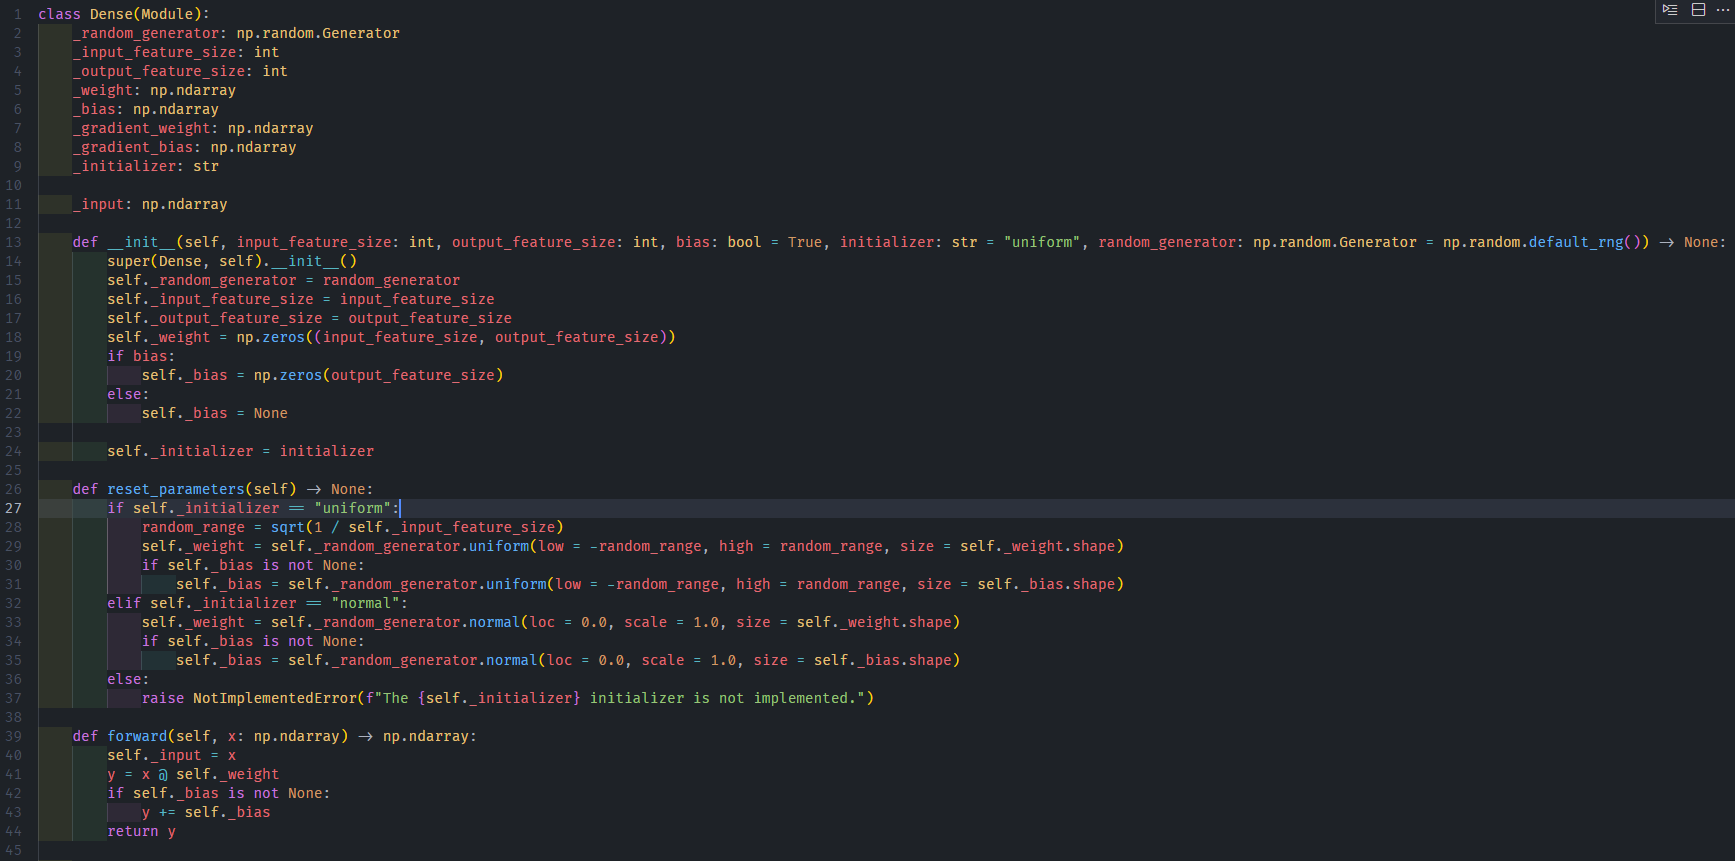 1 class Dense(Module):
2     _random_generator: np.random.Generator
3     _input_feature_size: int
4     _output_feature_size: int
5     _weight: np.ndarray
6     _bias: np.ndarray
7     _gradient_weight: np.ndarray
8     _gradient_bias: np.ndarray
9     _initializer: str
10
11     _input: np.ndarray
12
13     def __init__(self, input_feature_size: int, output_feature_size: int, bias: bool = True, initializer: str = "uniform", random_generator: np.random.Generator = np.random.default_rng()) -> None:
14         super(Dense, self).__init__()
15         self._random_generator = random_generator
16         self._input_feature_size = input_feature_size
17         self._output_feature_size = output_feature_size
18         self._weight = np.zeros((input_feature_size, output_feature_size))
19         if bias:
20             self._bias = np.zeros(output_feature_size)
21         else:
22             self._bias = None
23
24         self._initializer = initializer
25
26     def reset_parameters(self) -> None:
27         if self._initializer == "uniform":
28             random_range = sqrt(1 / self._input_feature_size)
29             self._weight = self._random_generator.uniform(low = -random_range, high = random_range, size = self._weight.shape)
30             if self._bias is not None:
31                 self._bias = self._random_generator.uniform(low = -random_range, high = random_range, size = self._bias.shape)
32         elif self._initializer == "normal":
33             self._weight = self._random_generator.normal(loc = 0.0, scale = 1.0, size = self._weight.shape)
34             if self._bias is not None:
35                 self._bias = self._random_generator.normal(loc = 0.0, scale = 1.0, size = self._bias.shape)
36         else:
37             raise NotImplementedError(f"The {self._initializer} initializer is not implemented.")
38
39     def forward(self, x: np.ndarray) -> np.ndarray:
40         self._input = x
41         y = x @ self._weight
42         if self._bias is not None:
43             y += self._bias
44         return y
45